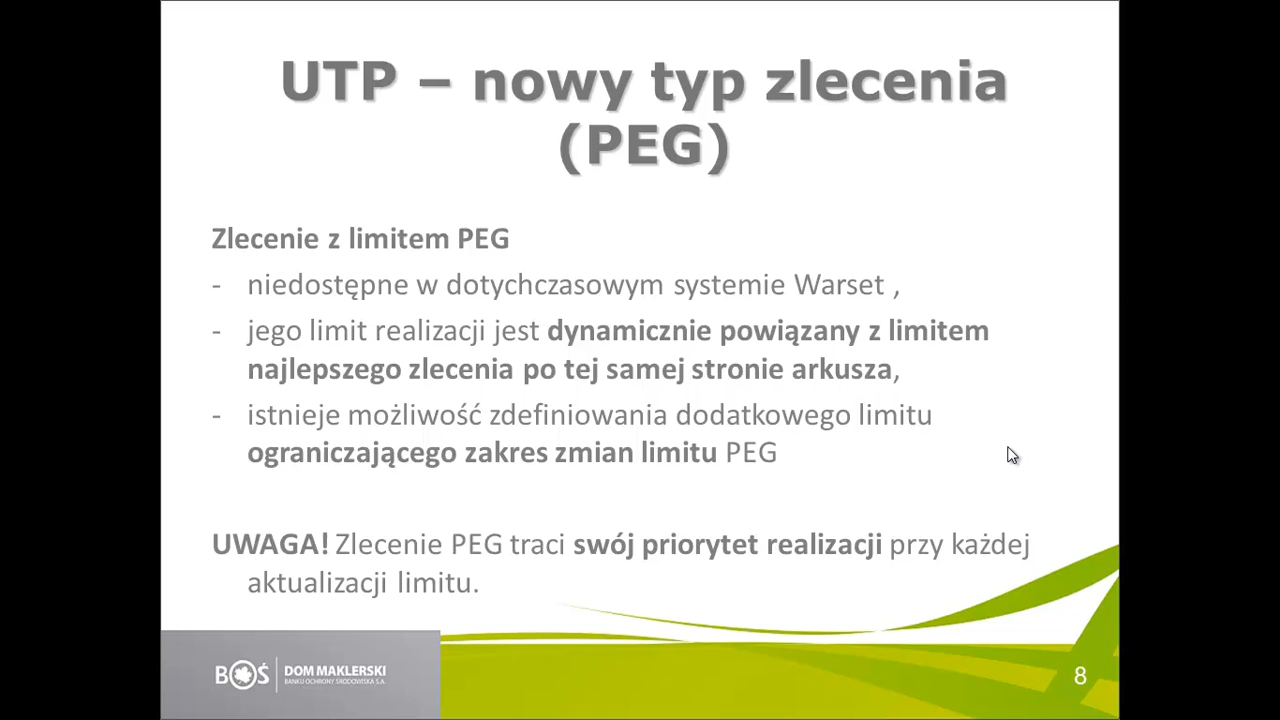 UTP – nowy typ zlecenia
(PEG)
Zlecenie z limitem PEG
- niedostępne w dotychczasowym systemie Warset ,
- jego limit realizacji jest dynamicznie powiązany z limitem
najlepszego zlecenia po tej samej stronie arkusza,
- istnieje możliwość zdefiniowania dodatkowego limitu
ograniczającego zakres zmian limitu PEG
UWAGA! Zlecenie PEG traci swój priorytet realizacji przy każdej
aktualizacji limitu.
BOŚ DOM MAKLERSKI
BANKU OCHRONY ŚRODOWISKA S.A.
8